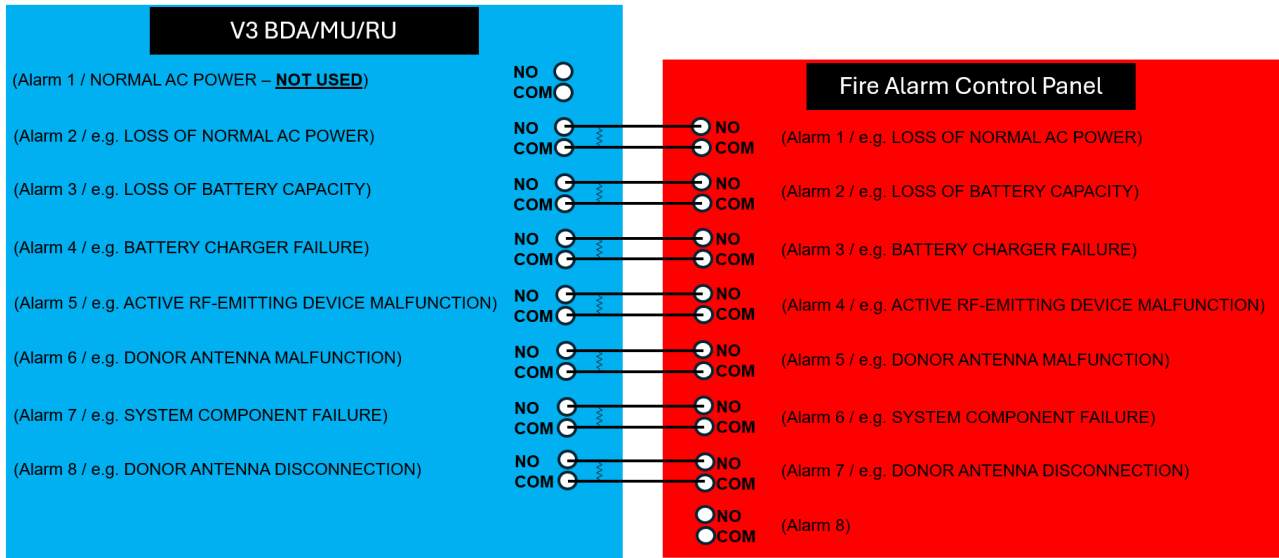 V3 BDA/MU/RU
(Alarm 1 / NORMAL AC POWER – NOT USED)
NO
COM
(Alarm 2 / e.g. LOSS OF NORMAL AC POWER)
NO
COM
(Alarm 3 / e.g. LOSS OF BATTERY CAPACITY)
NO
COM
(Alarm 4 / e.g. BATTERY CHARGER FAILURE)
NO
COM
(Alarm 5 / e.g. ACTIVE RF-EMITTING DEVICE MALFUNCTION)
NO
COM
(Alarm 6 / e.g. DONOR ANTENNA MALFUNCTION)
NO
COM
(Alarm 7 / e.g. SYSTEM COMPONENT FAILURE)
NO
COM
(Alarm 8 / e.g. DONOR ANTENNA DISCONNECTION)
NO
COM
Fire Alarm Control Panel
NO
COM
(Alarm 1 / e.g. LOSS OF NORMAL AC POWER)
NO
COM
(Alarm 2 / e.g. LOSS OF BATTERY CAPACITY)
NO
COM
(Alarm 3 / e.g. BATTERY CHARGER FAILURE)
NO
COM
(Alarm 4 / e.g. ACTIVE RF-EMITTING DEVICE MALFUNCTION)
NO
COM
(Alarm 5 / e.g. DONOR ANTENNA MALFUNCTION)
NO
COM
(Alarm 6 / e.g. SYSTEM COMPONENT FAILURE)
NO
COM
(Alarm 7 / e.g. DONOR ANTENNA DISCONNECTION)
NO
COM
(Alarm 8)